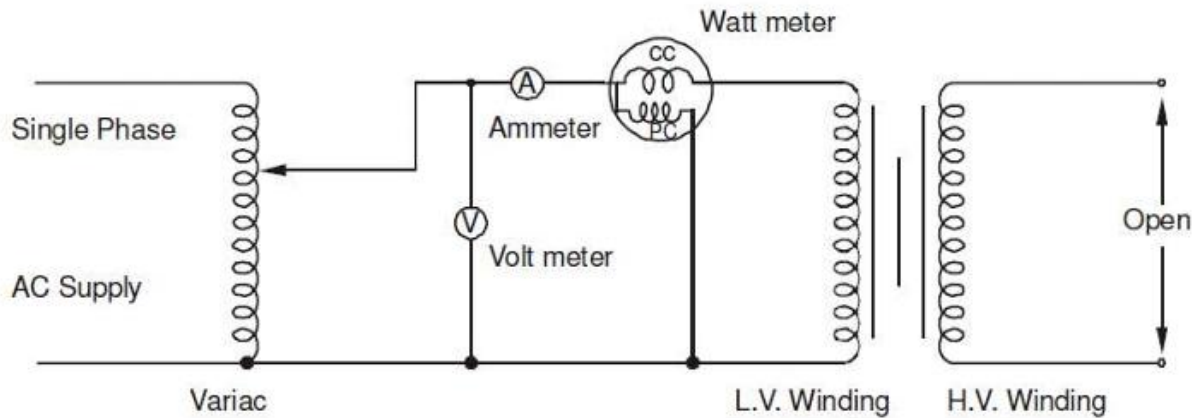 Watt meter
CC
A
Single Phase
Ammeter
PC
Open
V
Volt meter
AC Supply
Variac
L.V. Winding
H.V. Winding